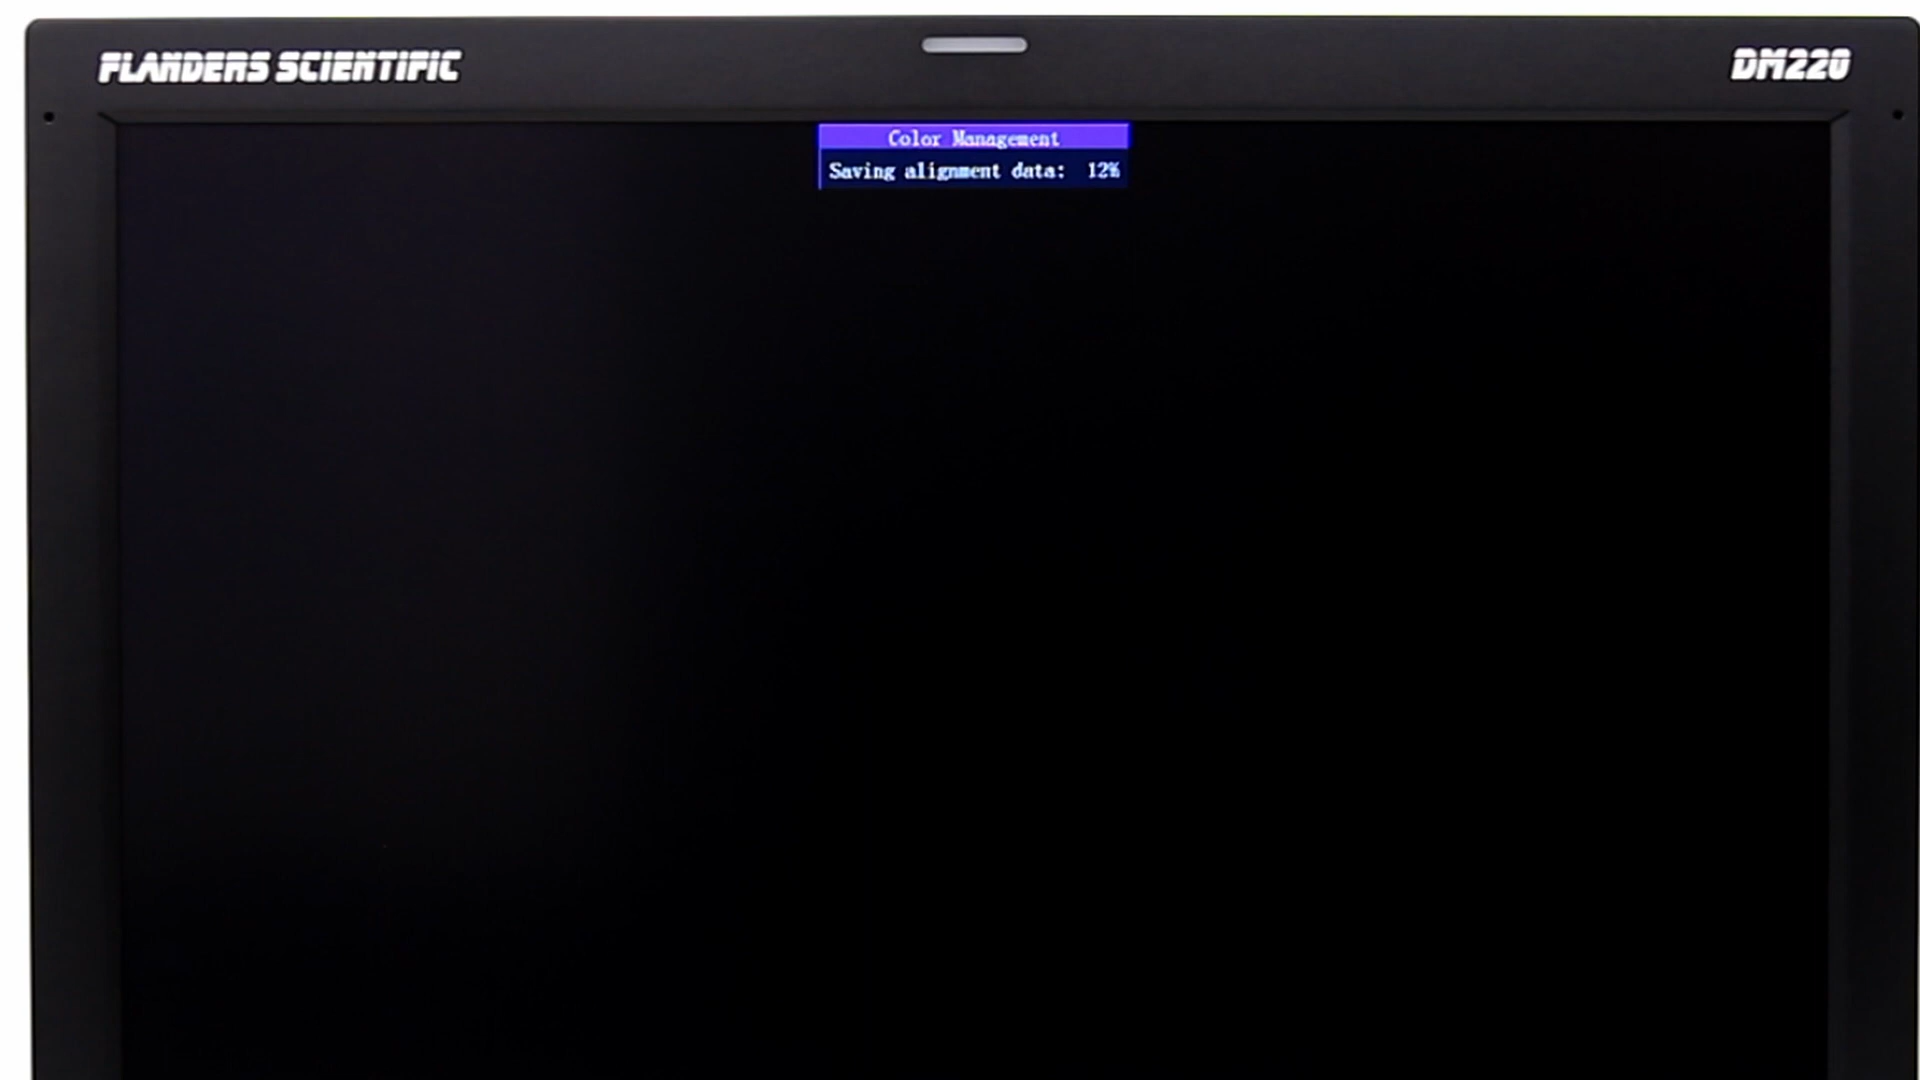 FLANDERS SCIENTIFIC
DM220
Color Management
Saving alignment data: 12%